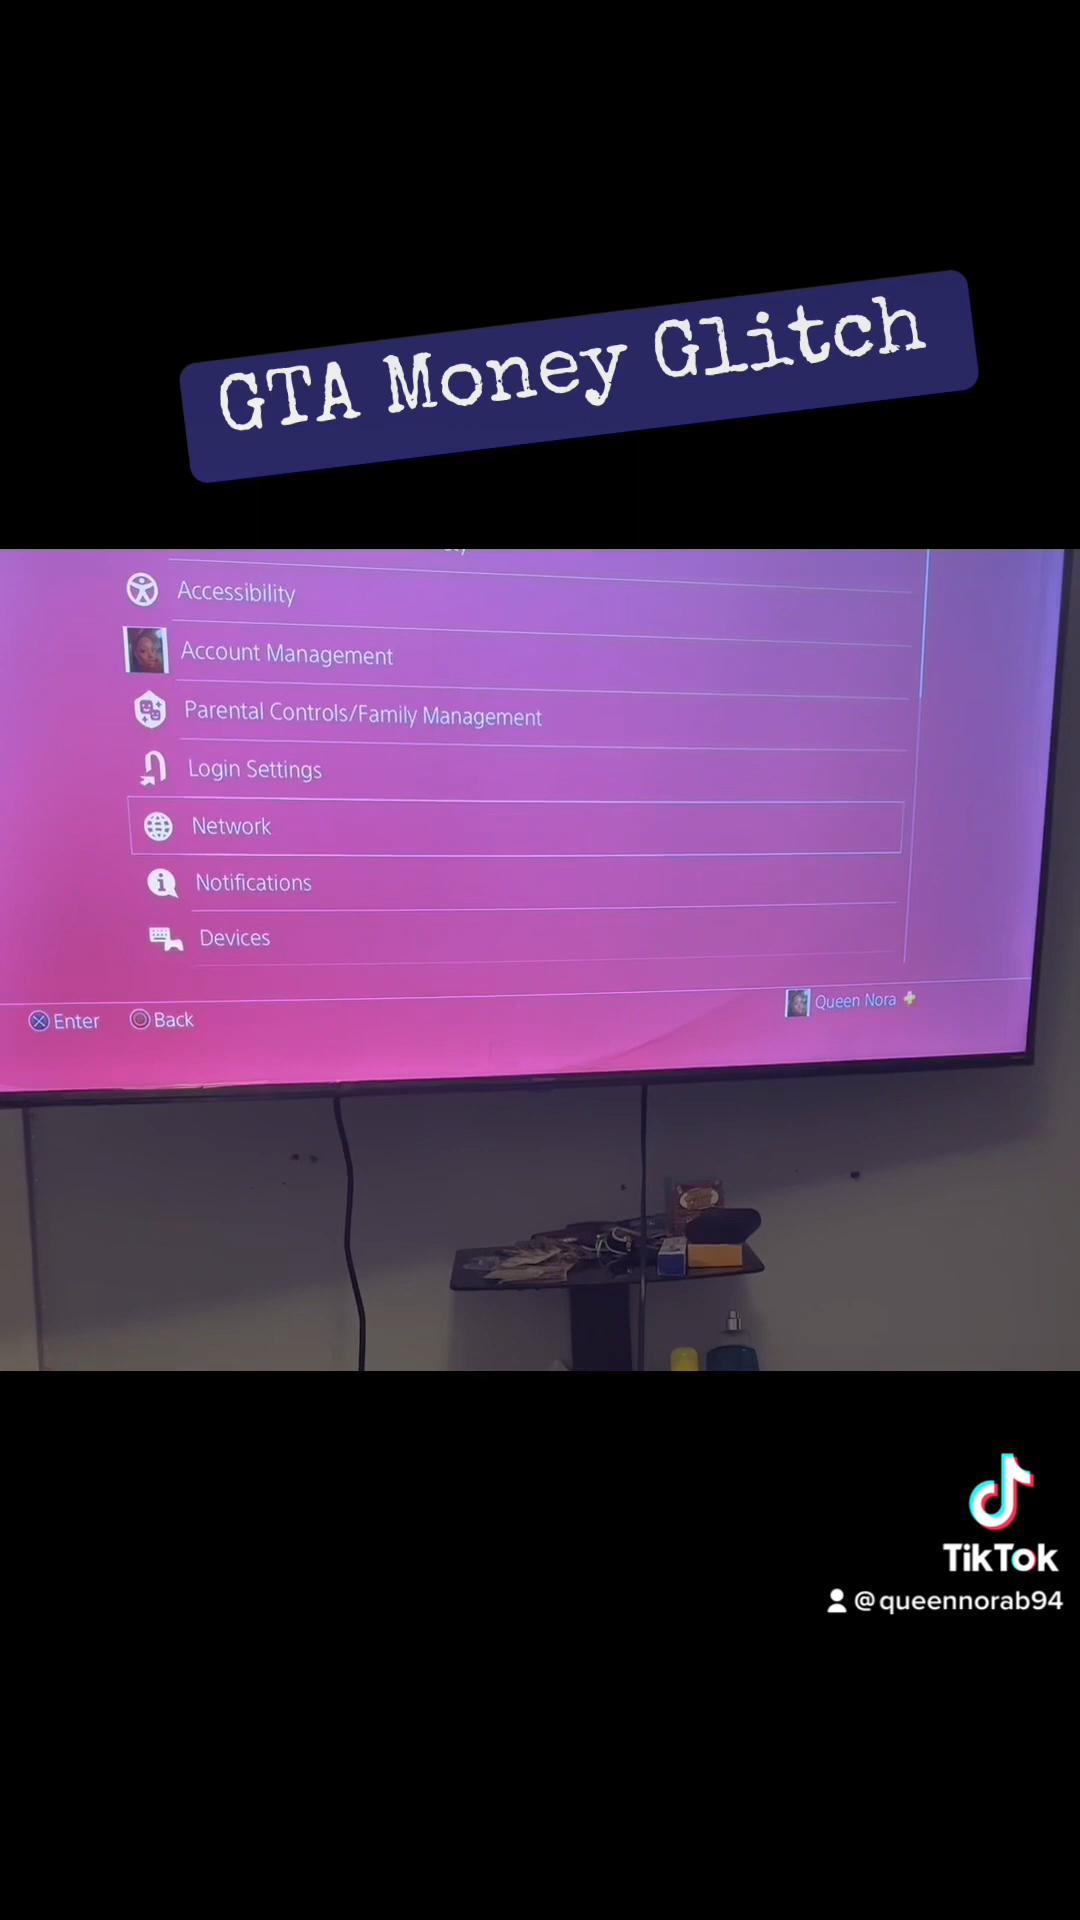 GTA Money Glitch
Accessibility
Account Management
Parental Controls/Family Management
Login Settings
Network
Notifications
Devices
Enter
Back
Queen Nora
TikTok
@queennorab94